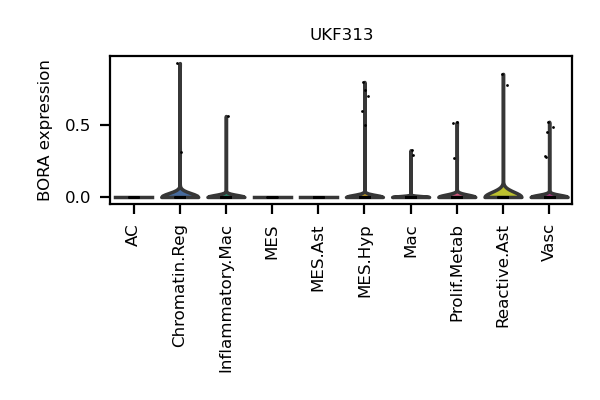 UKF313
BORA expression
0.5
0.0
AC
Chromatin.Reg
Inflammatory.Mac
MES
MES.Ast
MES.Hyp
Mac
Prolif.Metab
Reactive.Ast
Vasc